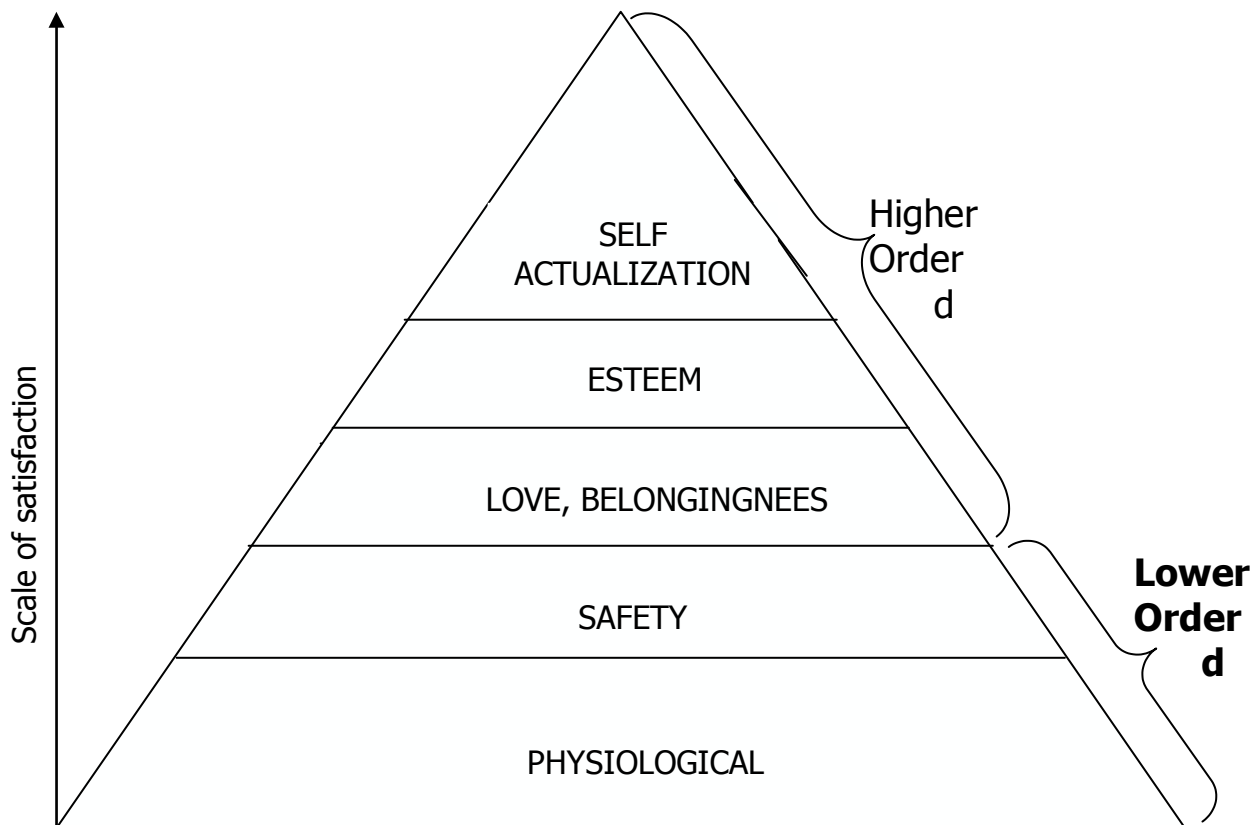 Higher
Order
d
SELF
ACTUALIZATION
ESTEEM
LOVE, BELONGINGNEES
Scale of satisfaction
Lower
Order
d
SAFETY
PHYSIOLOGICAL